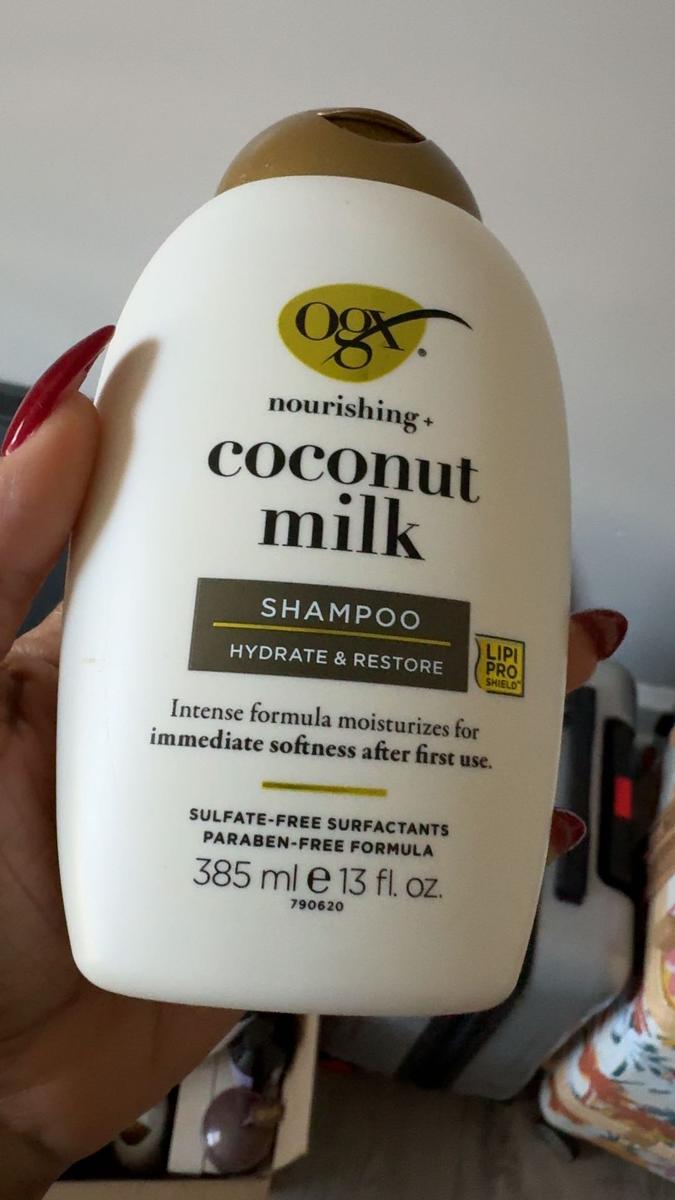 ogx®
nourishing+
coconut
milk
SHAMPOO
HYDRATE & RESTORE
LIPI
PRO
SHIELD™
Intense formula moisturizes for
immediate softness after first use.
SULFATE-FREE SURFACTANTS
PARABEN-FREE FORMULA
385 ml e 13 fl. oz.
790620